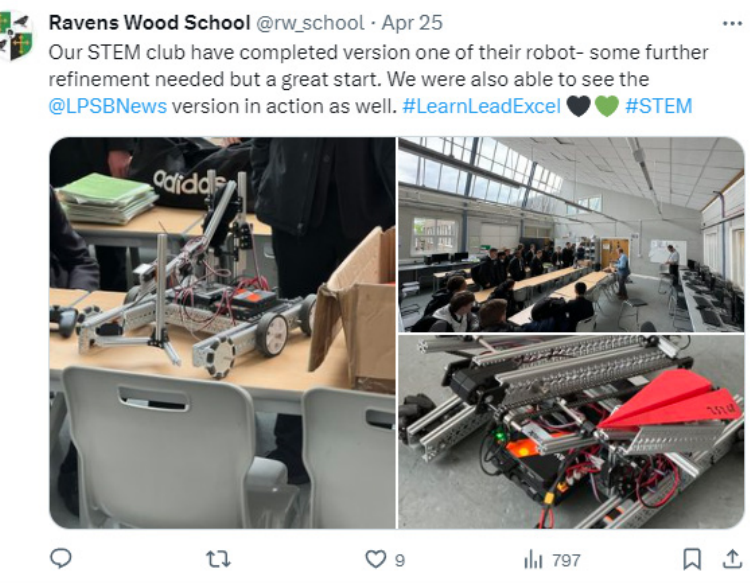 Ravens Wood School @rw_school · Apr 25
Our STEM club have completed version one of their robot- some further
refinement needed but a great start. We were also able to see the
@LPSBNews version in action as well. #LearnLeadExcel 🖤💚 #STEM
adidas
9
797